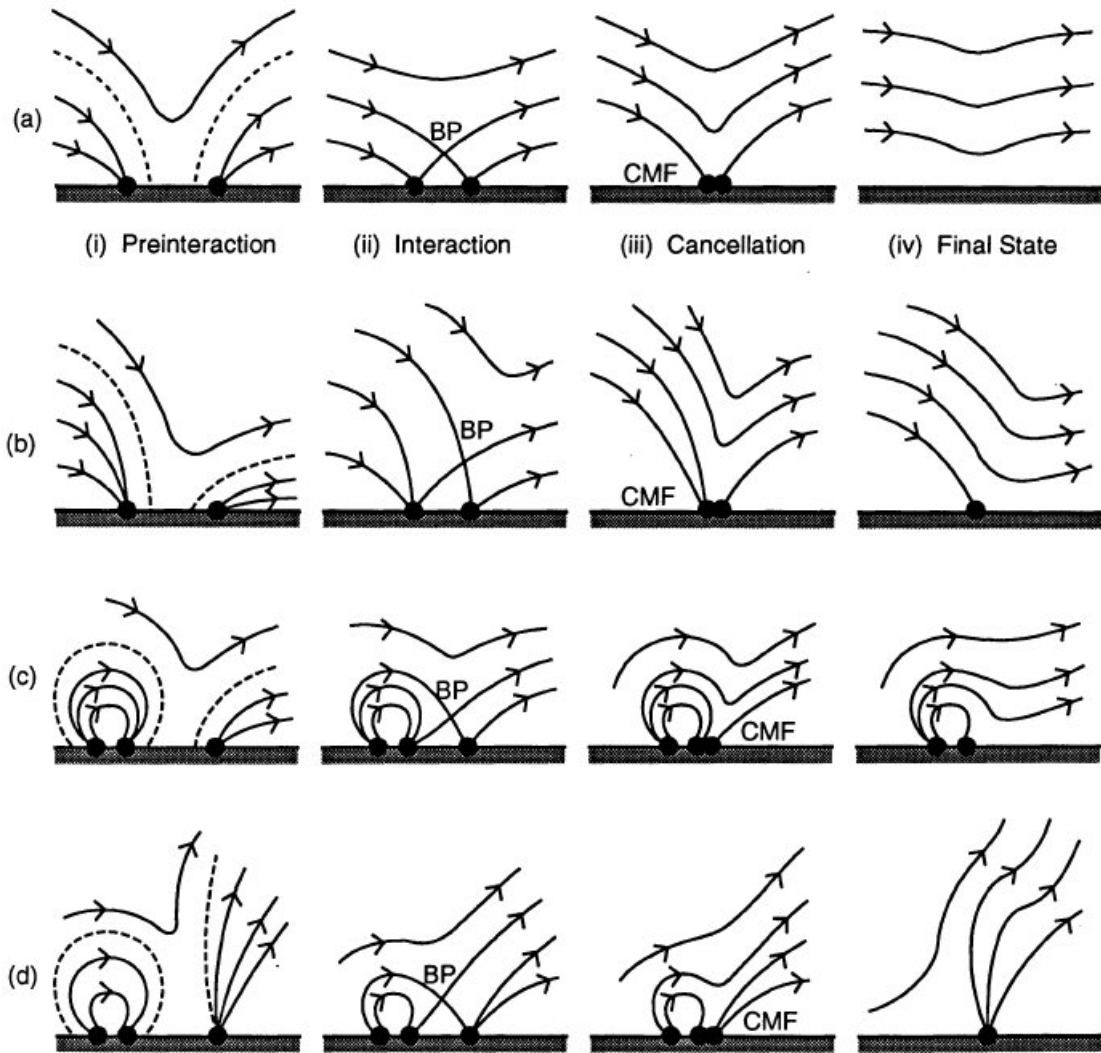 (a)
BP
CMF
(i) Preinteraction (ii) Interaction (iii) Cancellation (iv) Final State
(b)
BP
CMF
(c)
BP
CMF
(d)
BP
CMF